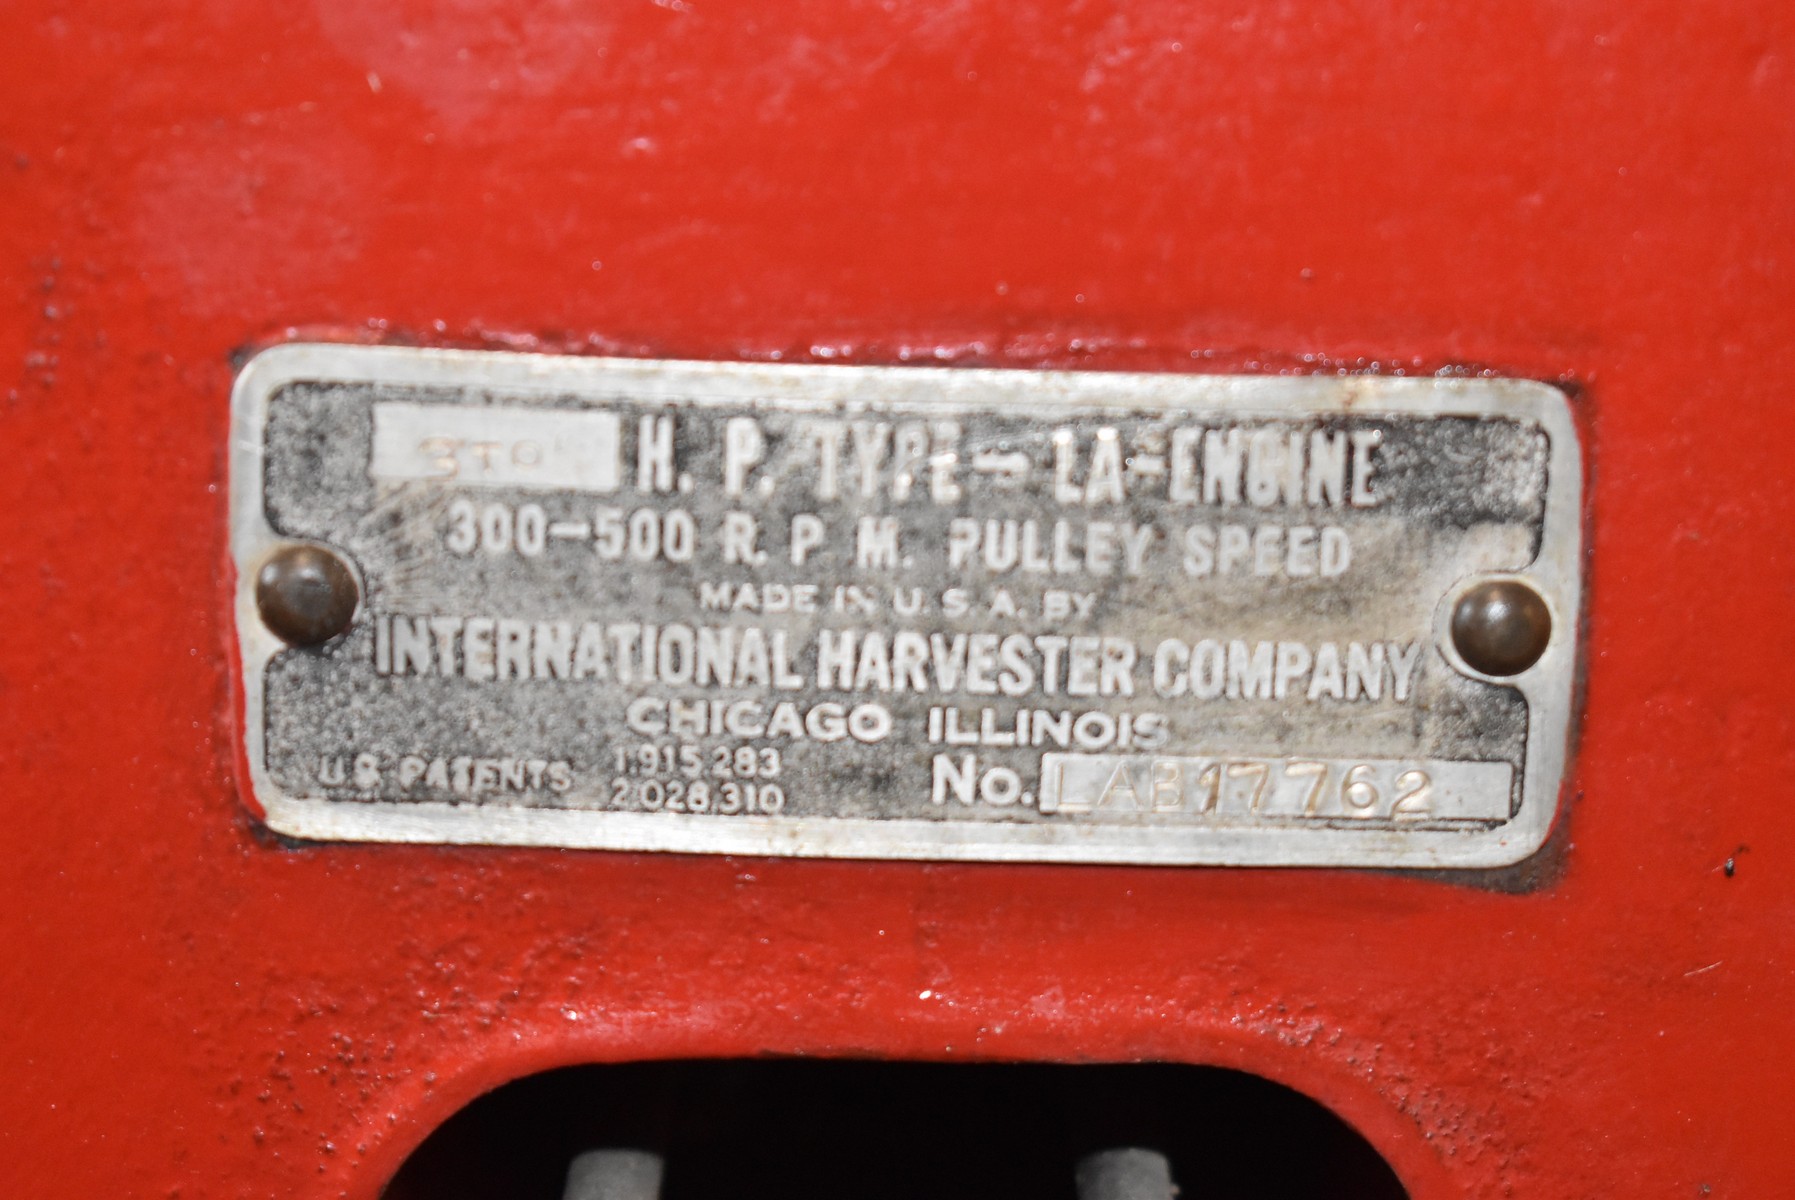 3TO H. P. TYPE - LA-ENGINE
300-500 R. P. M. PULLEY SPEED
MADE IN U. S. A. BY
INTERNATIONAL HARVESTER COMPANY
CHICAGO ILLINOIS
U S PATENTS 1,915,283
2,028,310
No. LAB17762